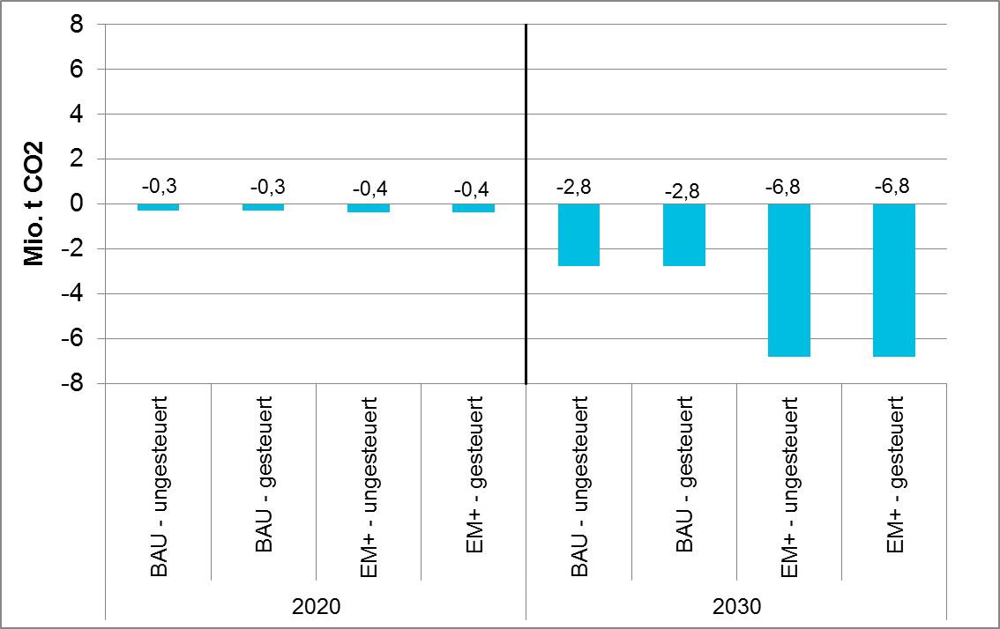 Mio. t CO2
8
6
4
2
0
-2
-4
-6
-8
-0,3
-0,3
-0,4
-0,4
-2,8
-2,8
-6,8
-6,8
BAU - ungesteuert
BAU - gesteuert
EM+ - ungesteuert
EM+ - gesteuert
BAU - ungesteuert
BAU - gesteuert
EM+ - ungesteuert
EM+ - gesteuert
2020
2030